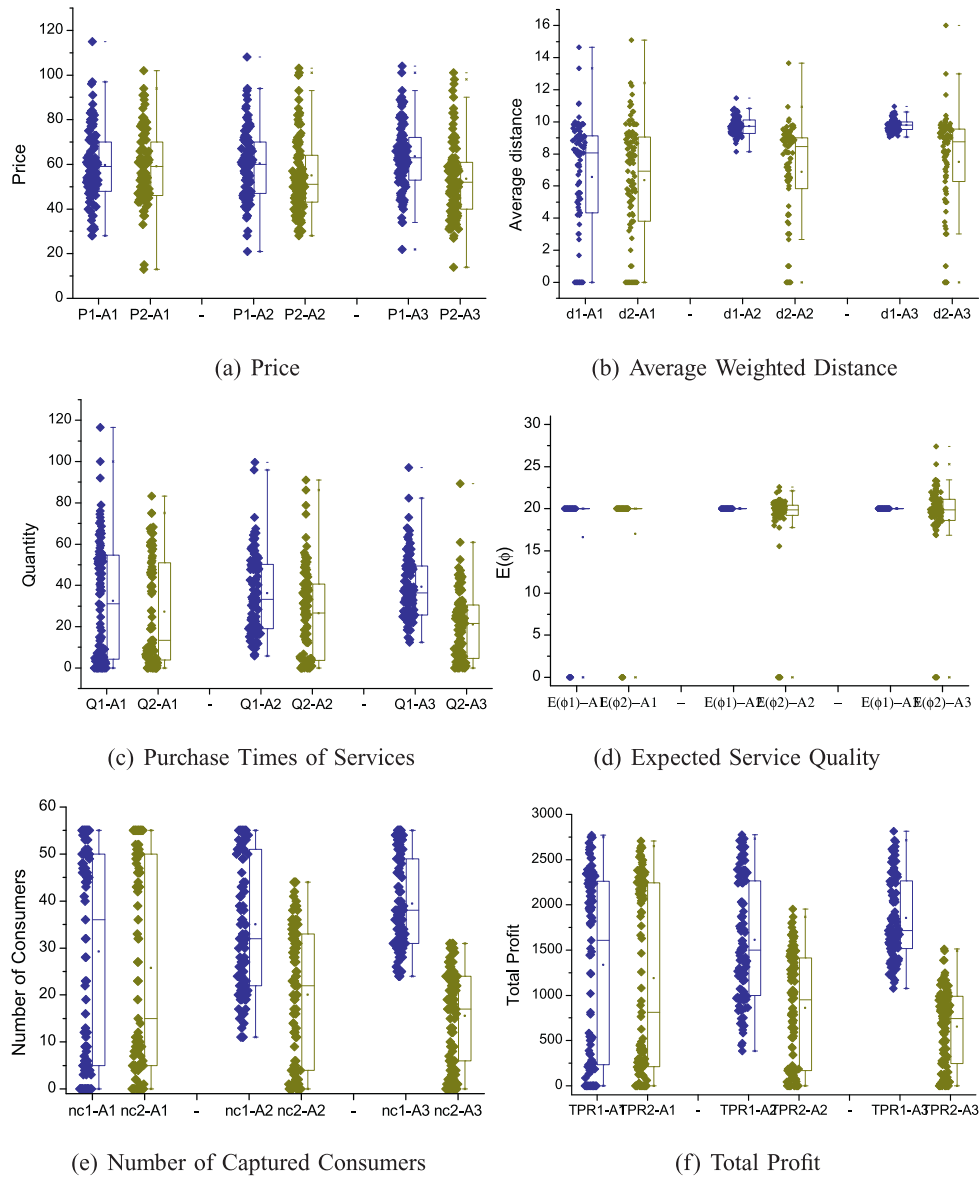 120
100
80
60
40
20
0
Price
P1-A1 P2-A1 - P1-A2 P2-A2 - P1-A3 P2-A3
(a) Price
16
14
12
10
8
6
4
2
0
Average distance
d1-A1 d2-A1 - d1-A2 d2-A2 - d1-A3 d2-A3
(b) Average Weighted Distance
120
100
80
60
40
20
0
Quantity
Q1-A1 Q2-A1 - Q1-A2 Q2-A2 - Q1-A3 Q2-A3
(c) Purchase Times of Services
30
25
20
15
10
5
0
E(ϕ)
E(ϕ1)–A1 E(ϕ2)–A1 – E(ϕ1)–A2 E(ϕ2)–A2 – E(ϕ1)–A3 E(ϕ2)–A3
(d) Expected Service Quality
60
50
40
30
20
10
0
Number of Consumers
nc1-A1 nc2-A1 - nc1-A2 nc2-A2 - nc1-A3 nc2-A3
(e) Number of Captured Consumers
3000
2500
2000
1500
1000
500
0
Total Profit
TPR1-A1 TPR2-A1 - TPR1-A2 TPR2-A2 - TPR1-A3 TPR2-A3
(f) Total Profit